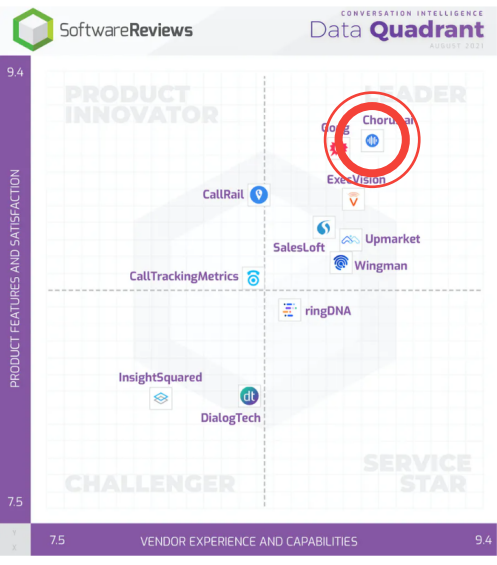 SoftwareReviews
CONVERSATION INTELLIGENCE
Data Quadrant
AUGUST 2021
9.4
PRODUCT
INNOVATOR
LEADER
Chorus.ai
Gong
ExecVision
CallRail
SalesLoft
Upmarket
Wingman
CallTrackingMetrics
ringDNA
InsightSquared
dt
DialogTech
CHALLENGER
SERVICE
STAR
PRODUCT FEATURES AND SATISFACTION
7.5
7.5
VENDOR EXPERIENCE AND CAPABILITIES
9.4